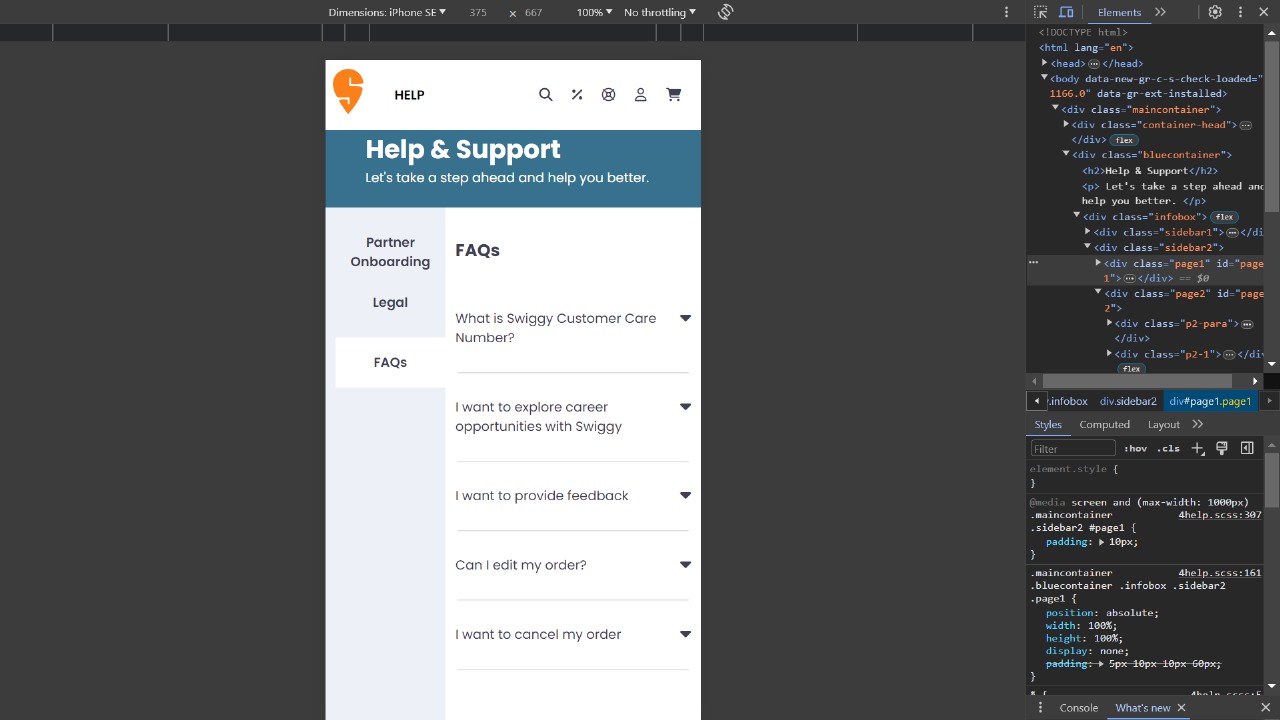 Dimensions: iPhone SE 375 × 667 100% No throttling
Elements
HELP
Help & Support
Let's take a step ahead and help you better.
Partner
Onboarding
Legal
FAQs
FAQs
What is Swiggy Customer Care
Number?
I want to explore career
opportunities with Swiggy
I want to provide feedback
Can I edit my order?
I want to cancel my order
<!DOCTYPE html>
<html lang="en">
<head> </head>
<body data-new-gr-c-s-check-loaded="
1166.0" data-gr-ext-installed>
<div class="maincontainer">
<div class="container-head">
</div> flex
<div class="bluecontainer">
<h2>Help & Support</h2>
<p> Let's take a step ahead and
help you better. </p>
<div class="infobox"> flex
<div class="sidebar1"> </di
<div class="sidebar2">
<div class="page1" id="page
1"> </div> == $0
<div class="page2" id="page
2">
<div class="p2-para">
</div>
<div class="p2-1"> </div
flex
.infobox div.sidebar2 div#page1.page1
Styles Computed Layout
Filter :hov .cls
element.style {
}
@media screen and (max-width: 1000px)
.maincontainer 4help.scss:307
.sidebar2 #page1 {
padding: 10px;
}
.maincontainer 4help.scss:161
.bluecontainer .infobox .sidebar2
.page1 {
position: absolute;
width: 100%;
height: 100%;
display: none;
padding: 5px 10px 10px 60px;
}
Console What's new